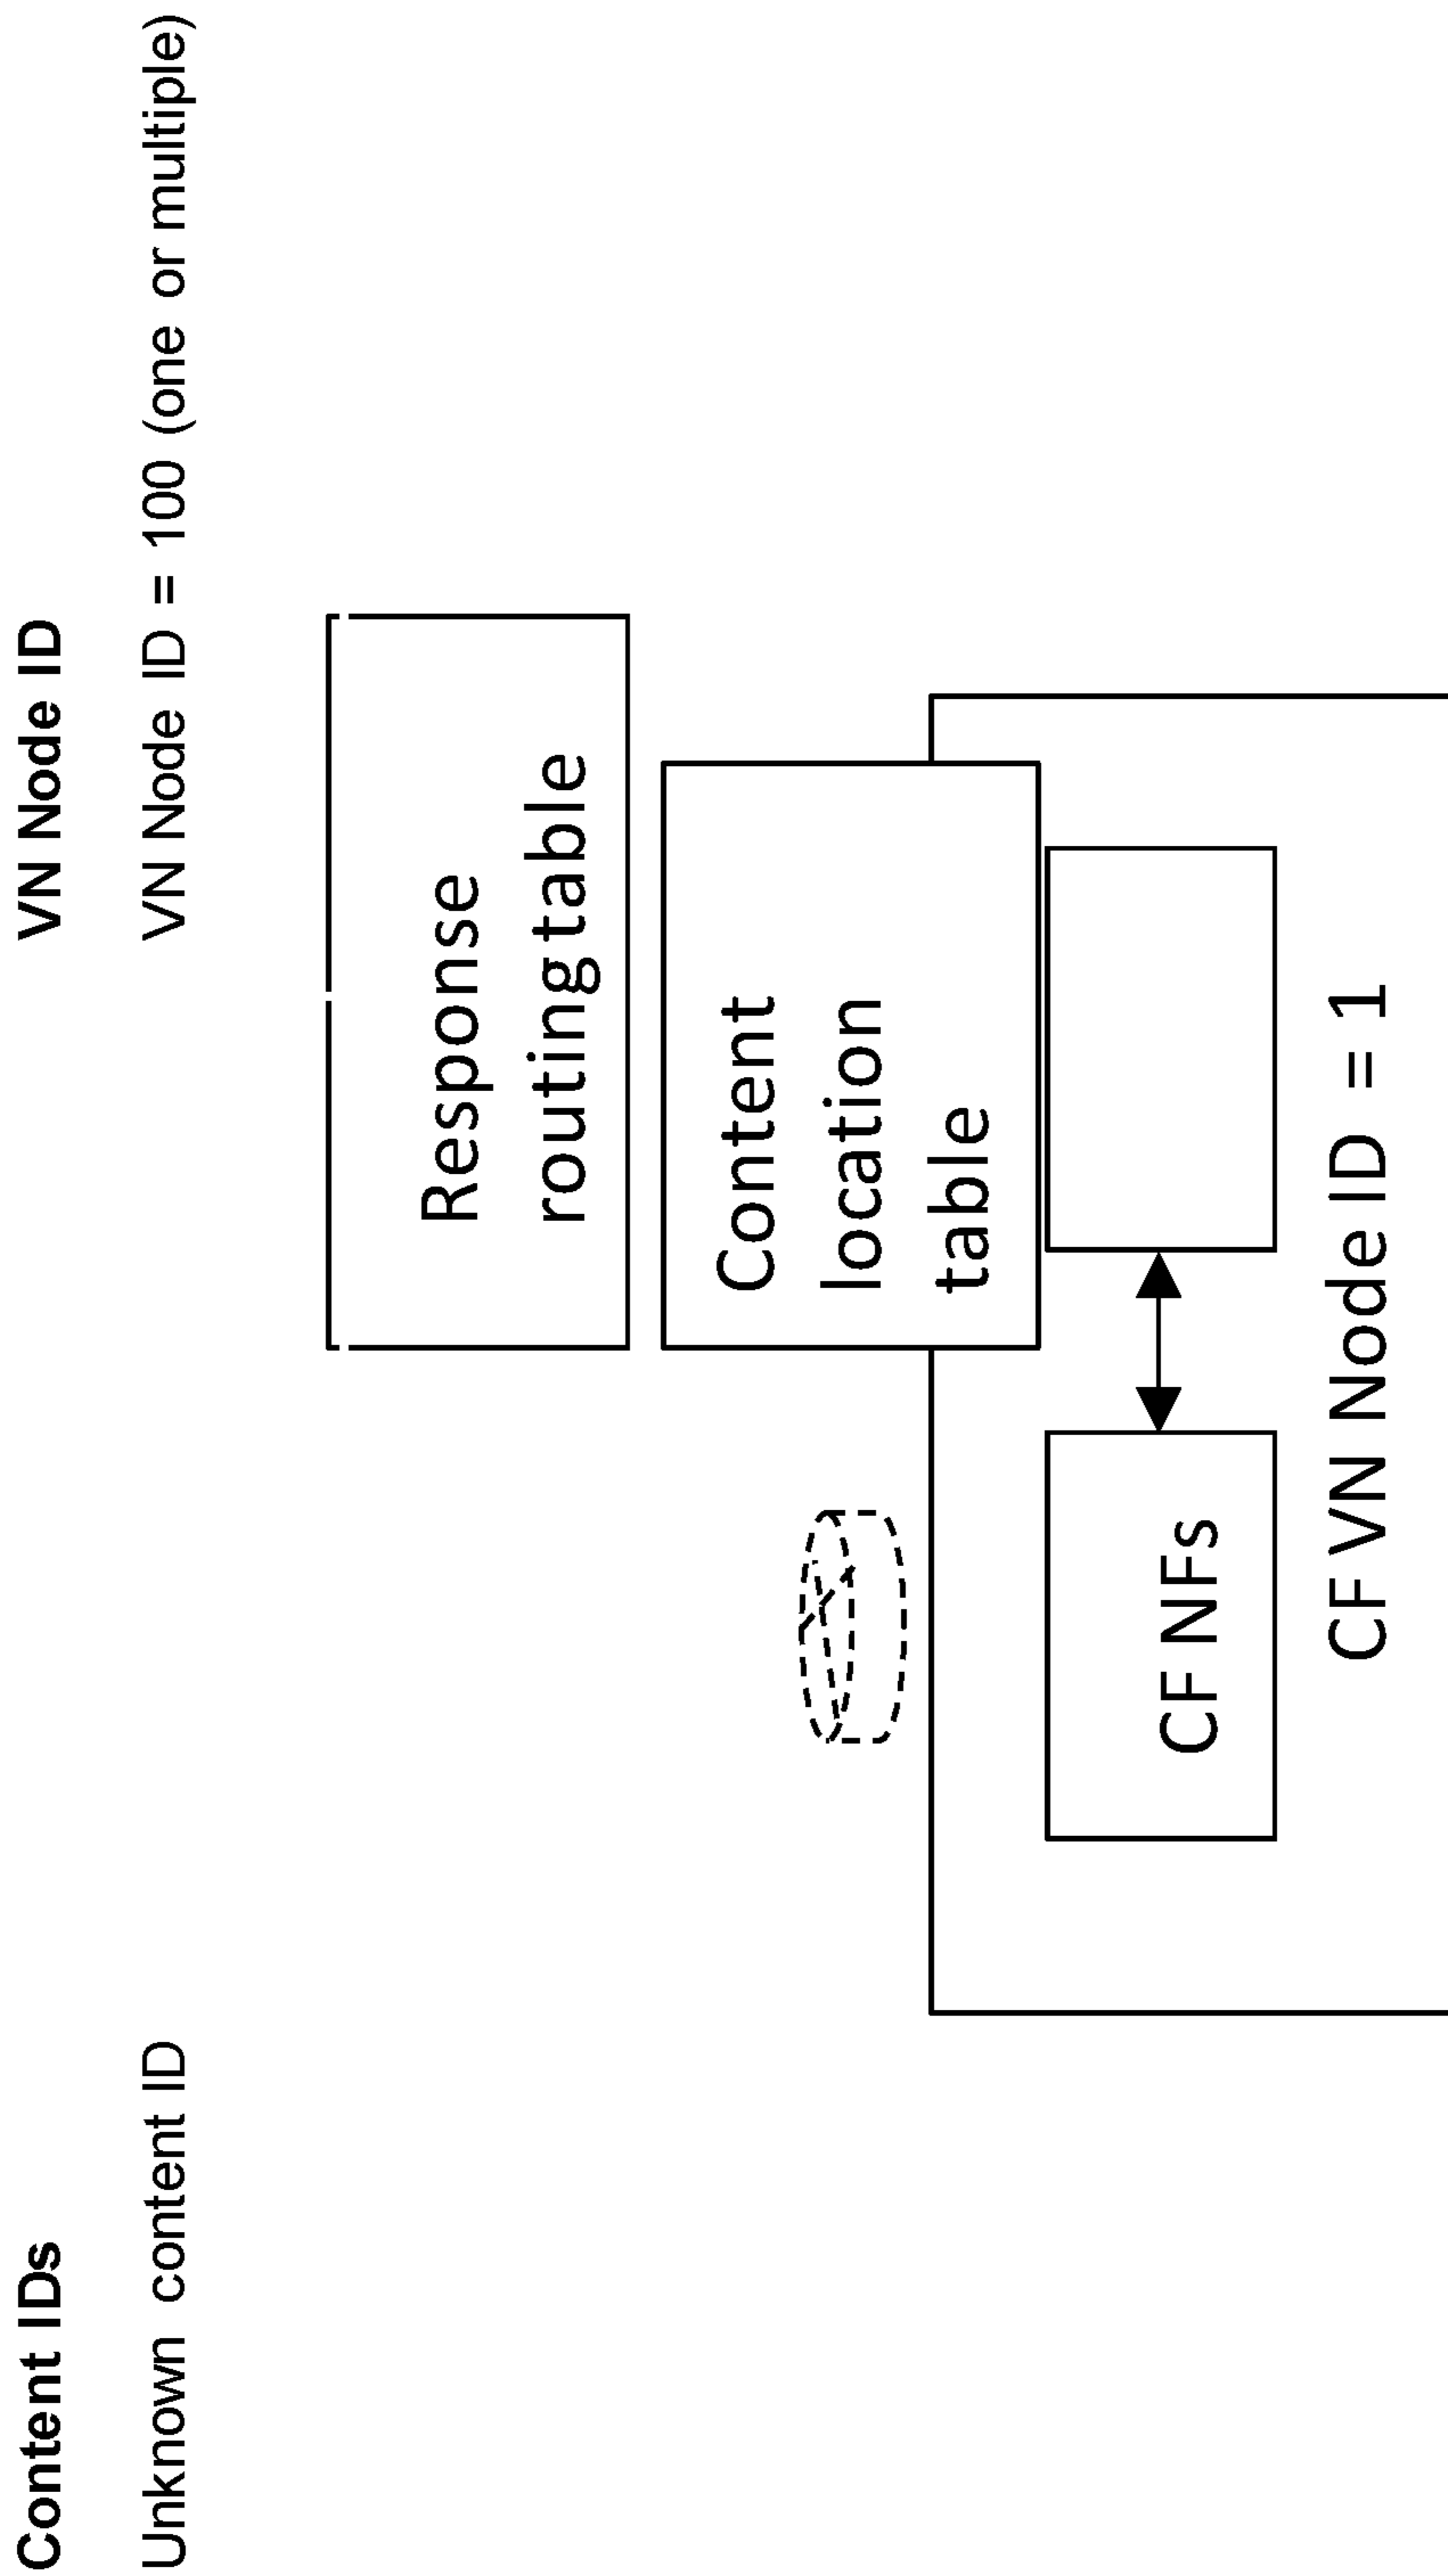 Content IDs
VN Node ID
Unknown content ID
VN Node ID = 100 (one or multiple)
Response
routing table
Content
location
table
CF NFs
CF VN Node ID = 1